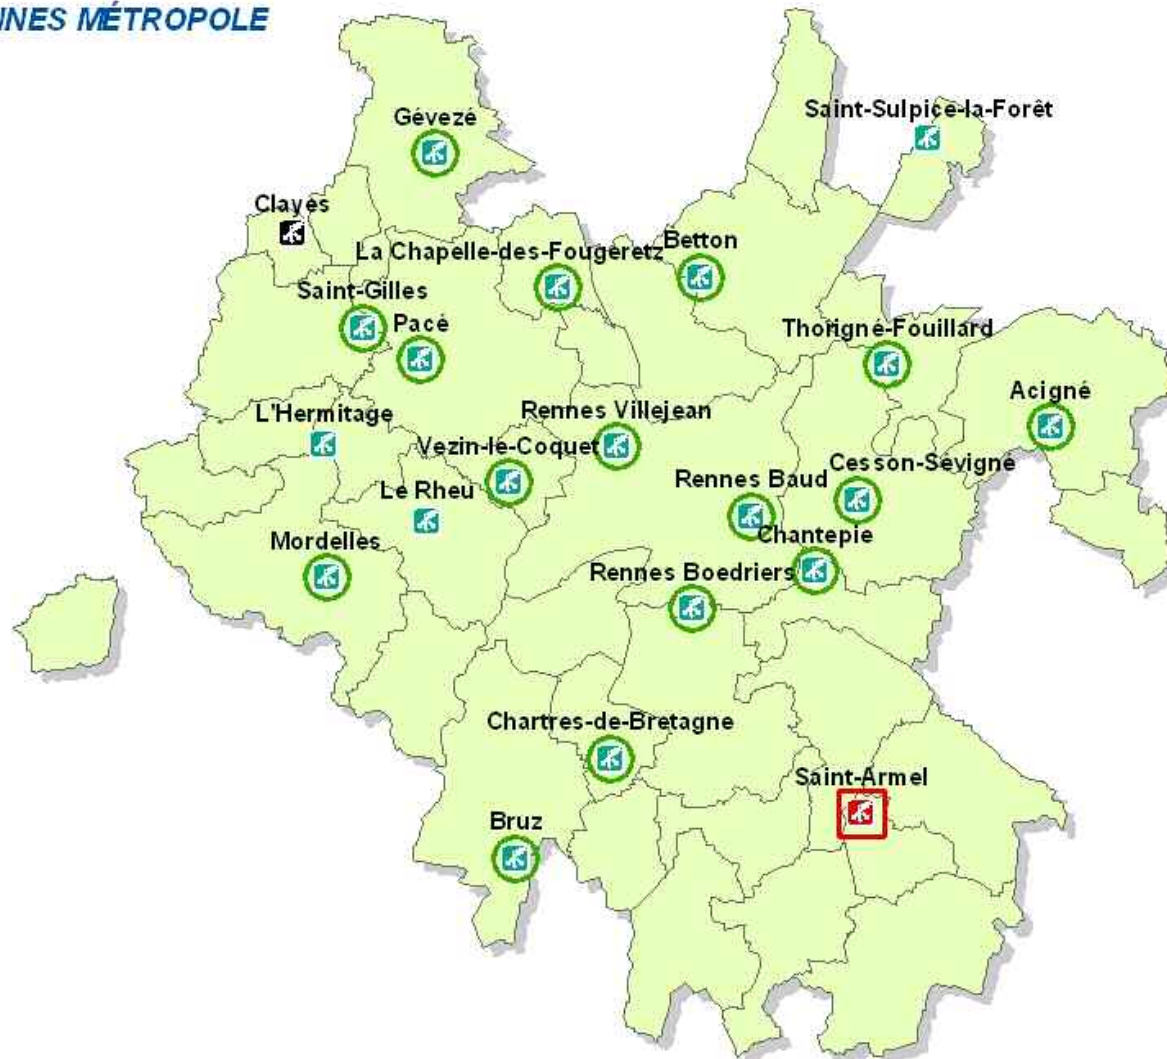 NNES MÉTROPOLE
Saint-Sulpice-la-Forêt
Gévezé
Clayes
Betton
La Chapelle-des-Fougeretz
Saint-Gilles
Pacé
Thorigné-Fouillard
Acigné
L'Hermitage
Rennes Villejean
Vezin-le-Coquet
Cesson-Sévigné
Rennes Baud
Le Rheu
Chantepie
Mordelles
Rennes Boedriers
Chartres-de-Bretagne
Saint-Armel
Bruz